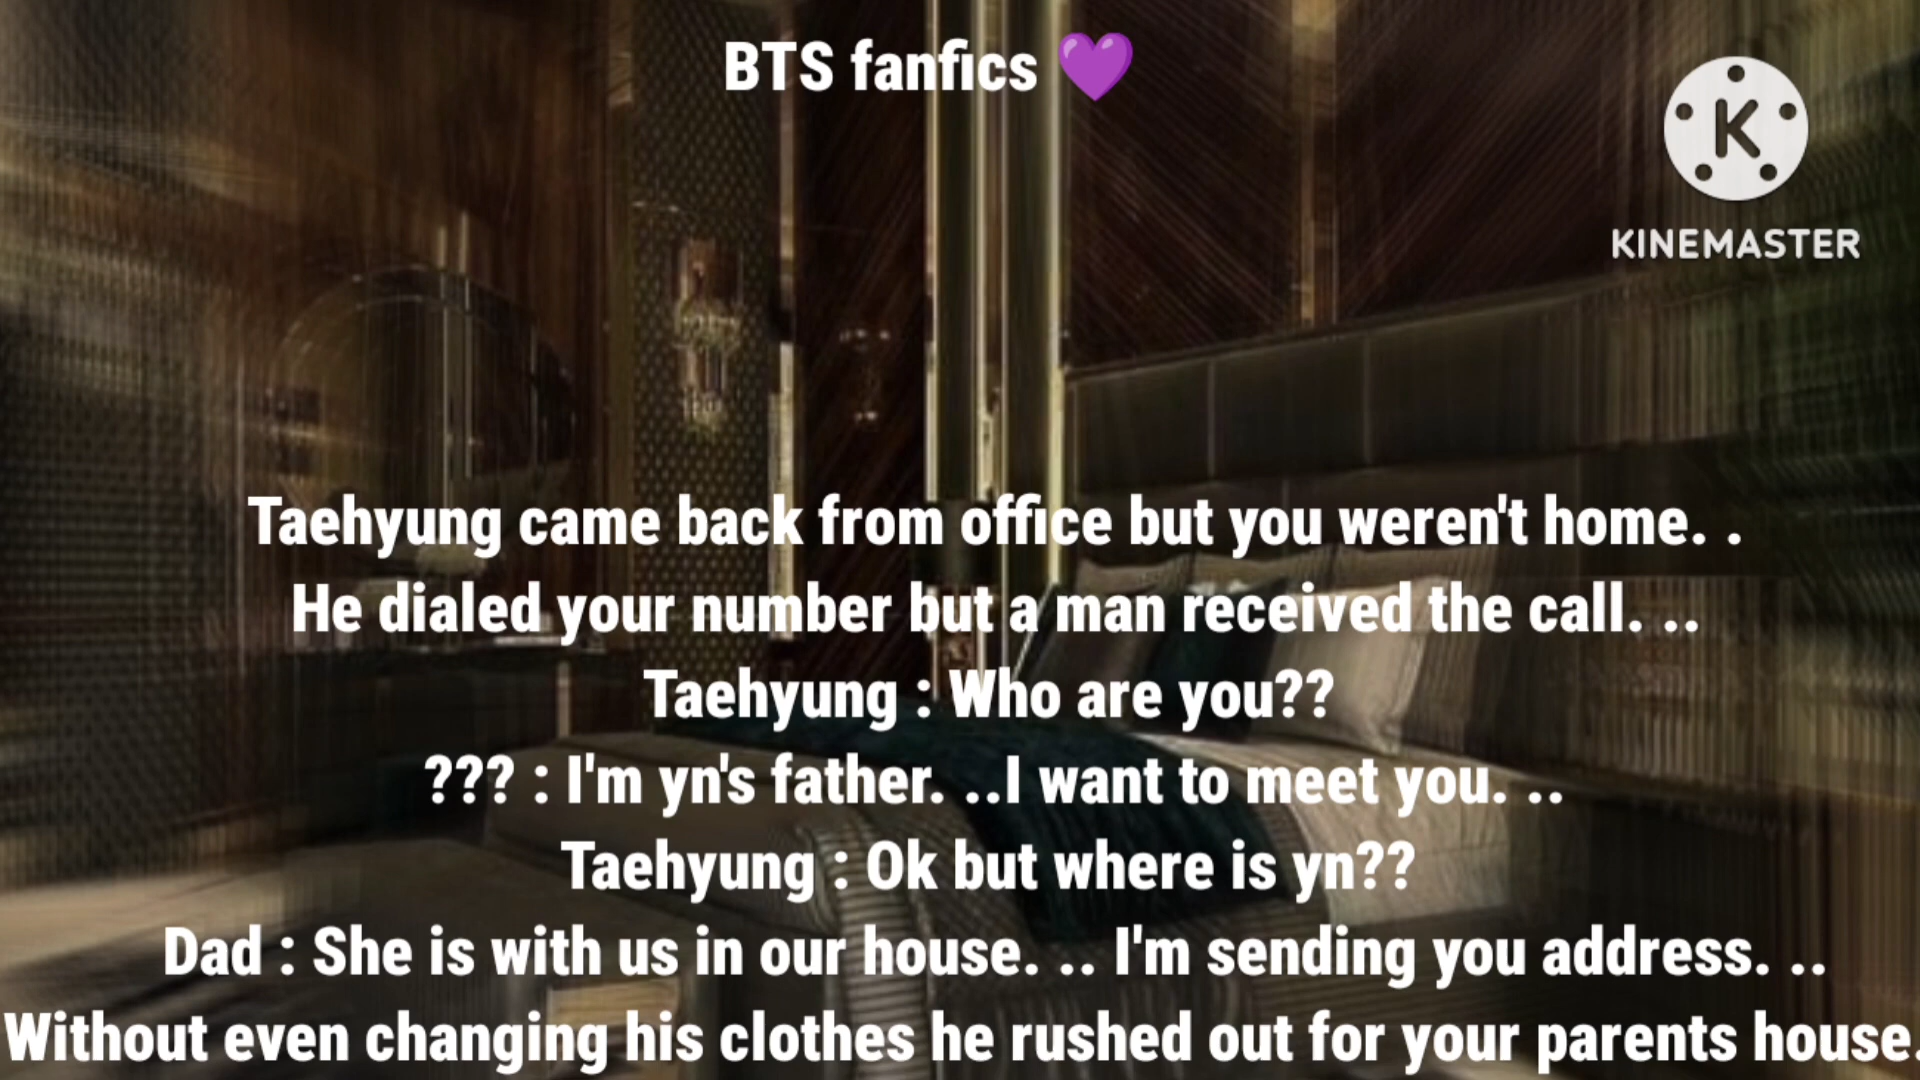 BTS fanfics 💜
KINEMASTER
Taehyung came back from office but you weren't home. .
He dialed your number but a man received the call. ..
Taehyung : Who are you??
??? : I'm yn's father. ..I want to meet you. ..
Taehyung : Ok but where is yn??
Dad : She is with us in our house. .. I'm sending you address. ..
Without even changing his clothes he rushed out for your parents house.